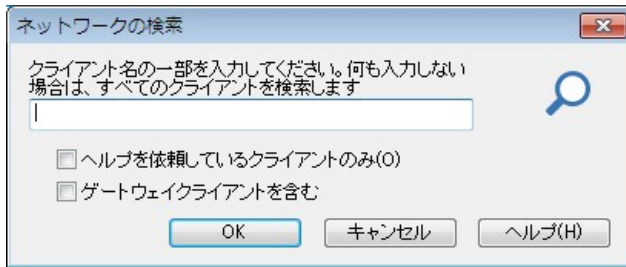 ネットワークの検索
クライアント名の一部を入力してください。何も入力しない
場合は、すべてのクライアントを検索します
ヘルプを依頼しているクライアントのみ(O)
ゲートウェイクライアントを含む
OK キャンセル ヘルプ(H)